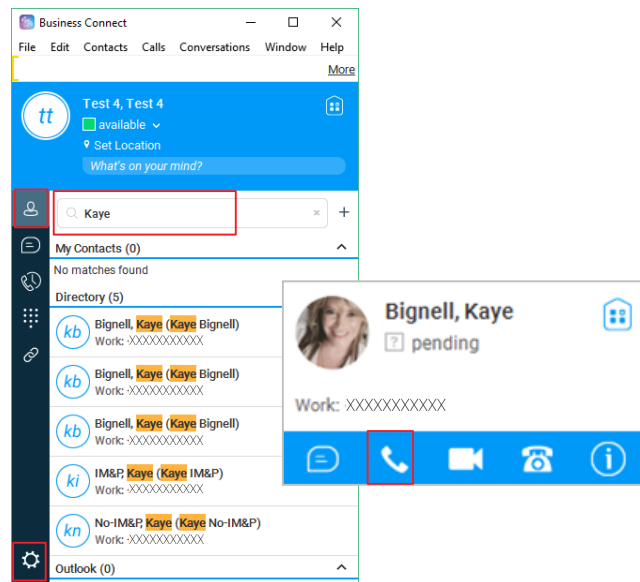 Business Connect
File Edit Contacts Calls Conversations Window Help
More
tt
Test 4, Test 4
available
Set Location
What's on your mind?
Kaye
My Contacts (0)
No matches found
Directory (5)
kb
Bignell, Kaye (Kaye Bignell)
Work: -XXXXXXXXXXX
kb
Bignell, Kaye (Kaye Bignell)
Work: -XXXXXXXXXXX
kb
Bignell, Kaye (Kaye Bignell)
Work: -XXXXXXXXXXX
ki
IM&P, Kaye (Kaye IM&P)
Work: -XXXXXXXXXXX
kn
No-IM&P, Kaye (Kaye No-IM&P)
Work: -XXXXXXXXXXX
Outlook (0)
Bignell, Kaye
? pending
Work: XXXXXXXXXXX